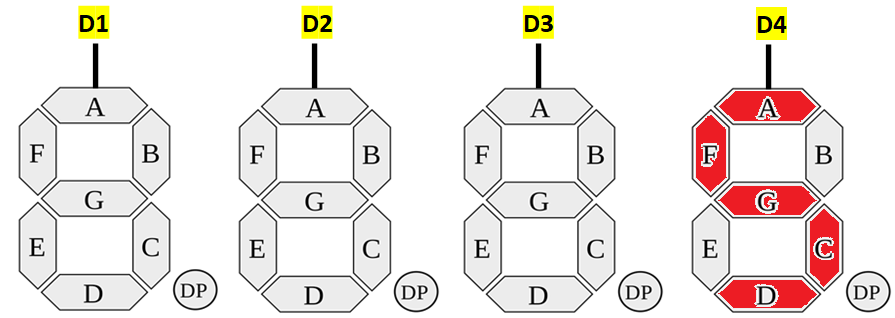 D1 D2 D3 D4
A A A A
F B F B F B F B
G G G G
E C E C E C E C
D DP D DP D DP D DP